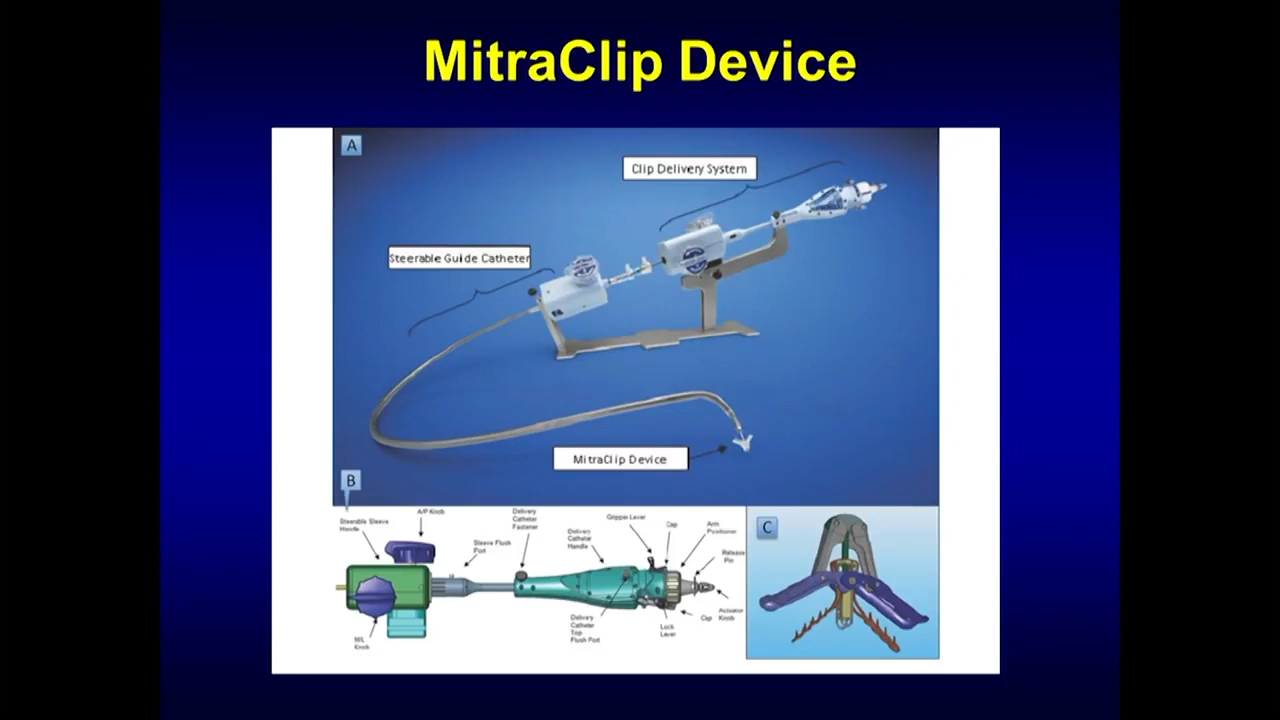 MitraClip Device
A
Clip Delivery System
Steerable Guide Catheter
MitraClip Device
B
Steerable Sleeve
Handle
A/P Knob
Sleeve Flush
Port
Delivery
Catheter
Fastener
Delivery
Catheter
Handle
Gripper Lever
Cap
Arm
Positioner
Release
Pin
Actuator
Knob
Cap
Lock
Lever
Delivery
Catheter
Top
Flush Port
M/L
Knob
C